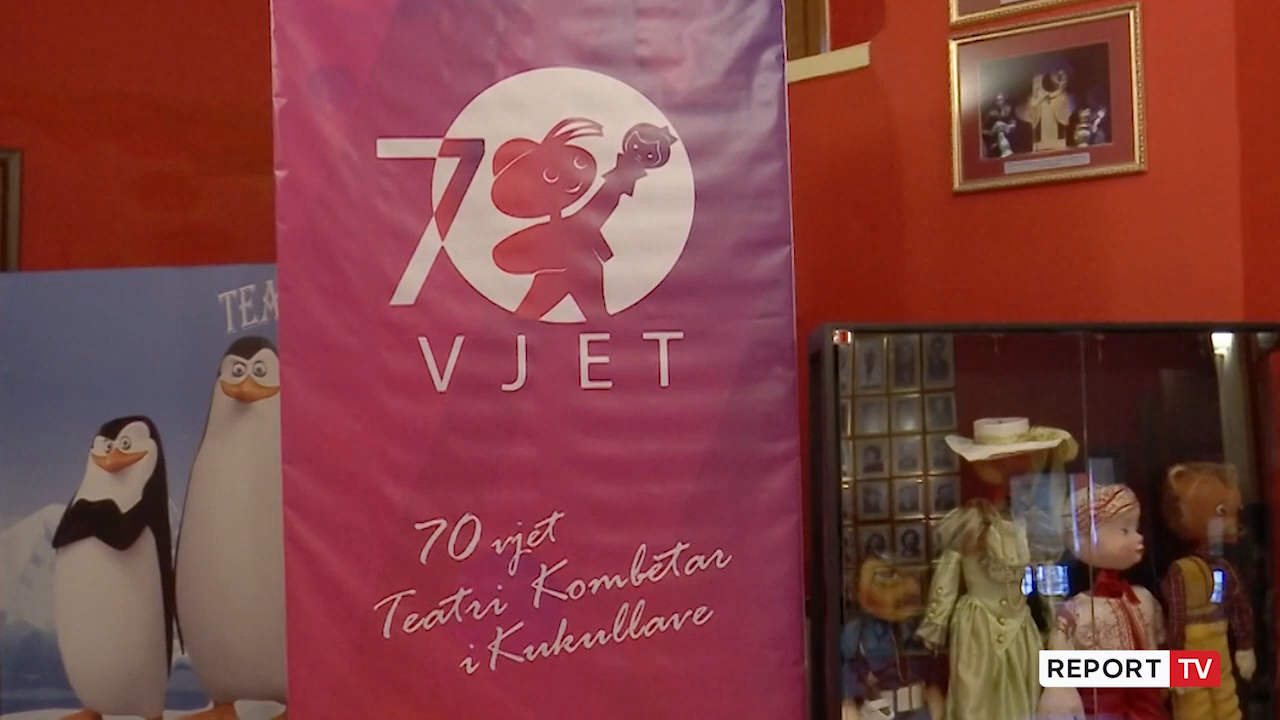 TEA
70
VJET
70 vjet
Teatri Kombëtar
i Kukullave
REPORT TV